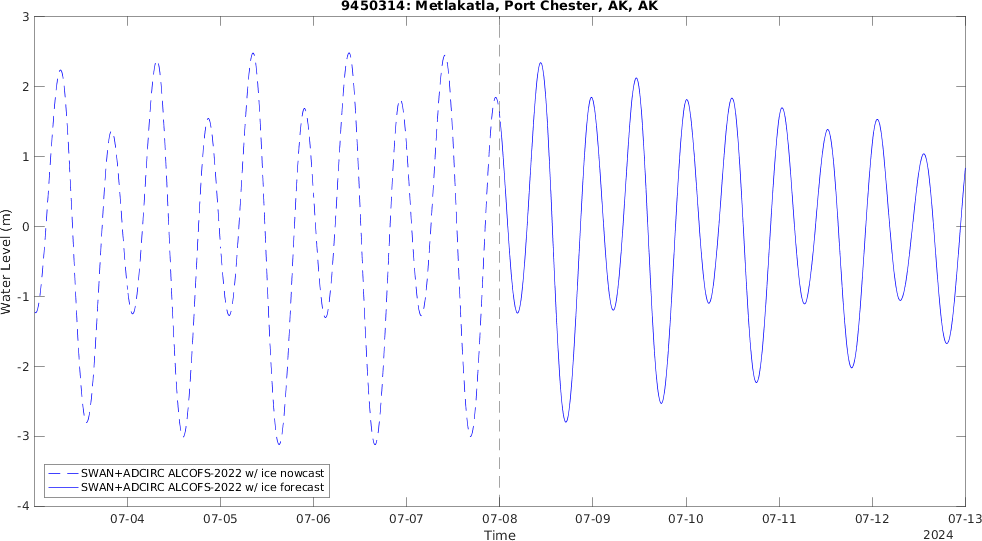 9450314: Metlakatla, Port Chester, AK, AK
3
2
1
0
-1
-2
-3
-4
Water Level (m)
SWAN+ADCIRC ALCOFS-2022 w/ ice nowcast
SWAN+ADCIRC ALCOFS-2022 w/ ice forecast
07-04 07-05 07-06 07-07 07-08 07-09 07-10 07-11 07-12 07-13
Time
2024